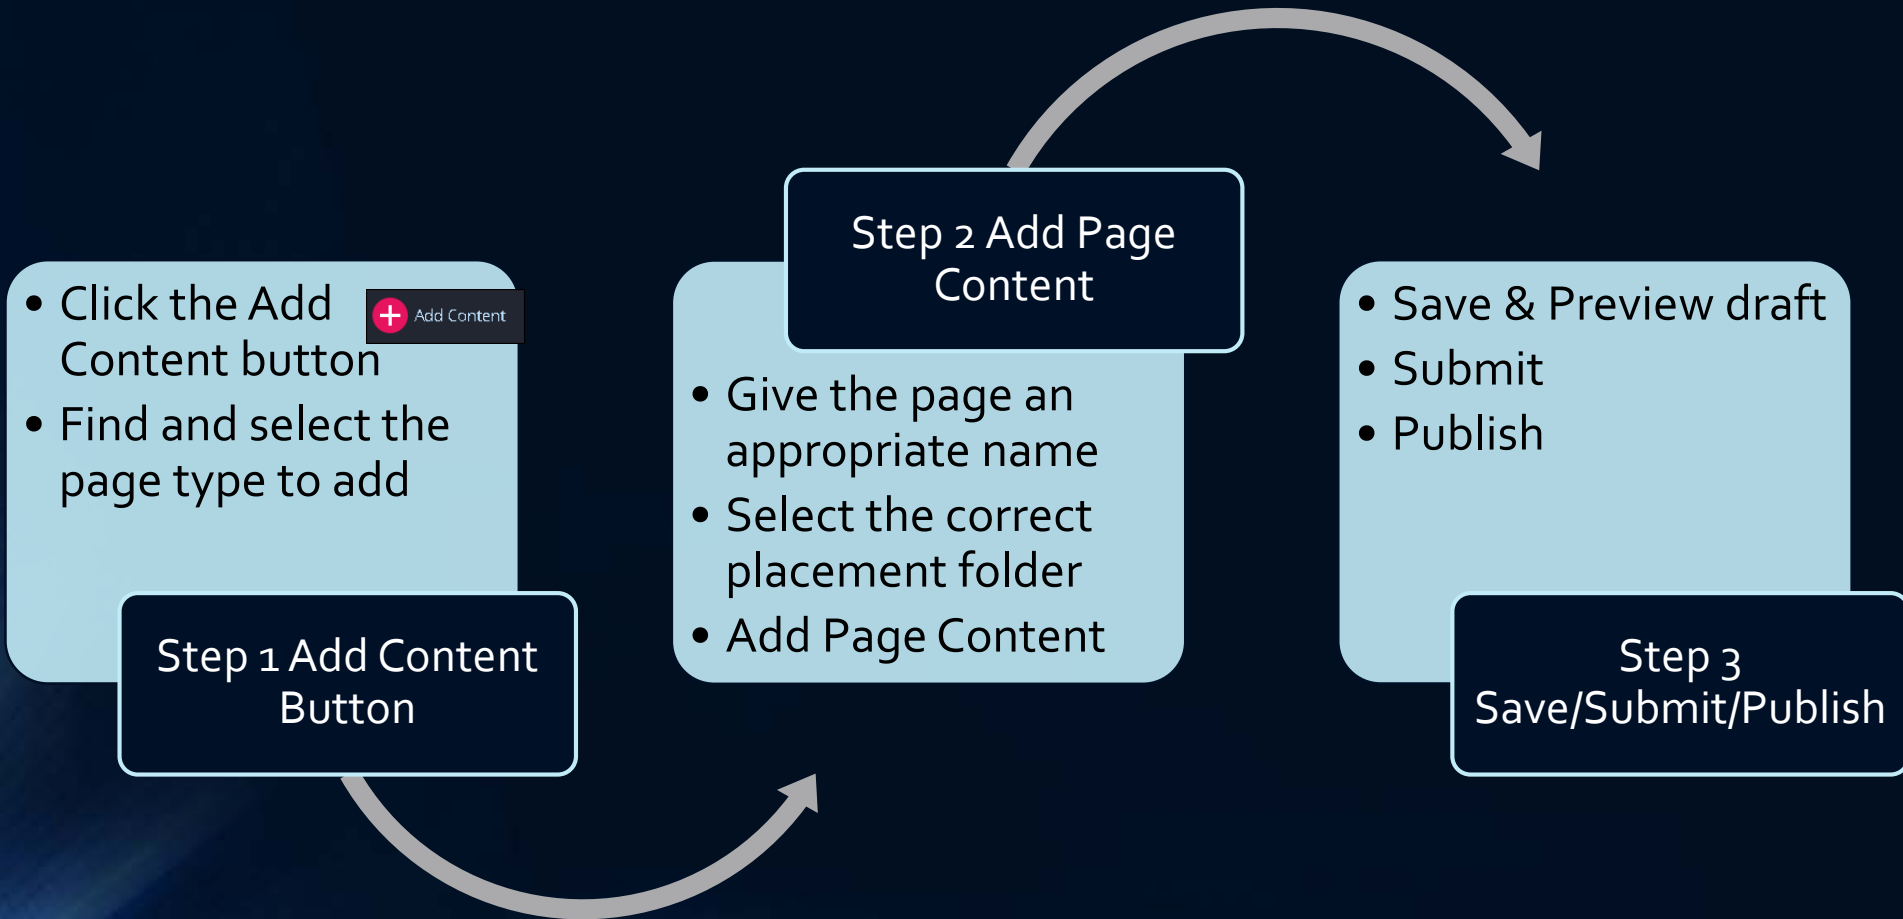 • Click the Add
Content button
Add Content
• Find and select the
page type to add
Step 1 Add Content
Button
Step 2 Add Page
Content
• Give the page an
appropriate name
• Select the correct
placement folder
• Add Page Content
• Save & Preview draft
• Submit
• Publish
Step 3
Save/Submit/Publish